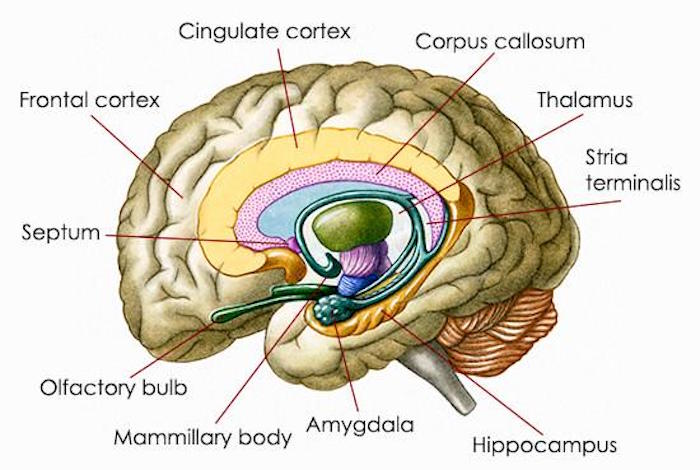 Cingulate cortex
Corpus callosum
Frontal cortex
Thalamus
Stria
terminalis
Septum
Olfactory bulb
Mammillary body
Amygdala
Hippocampus